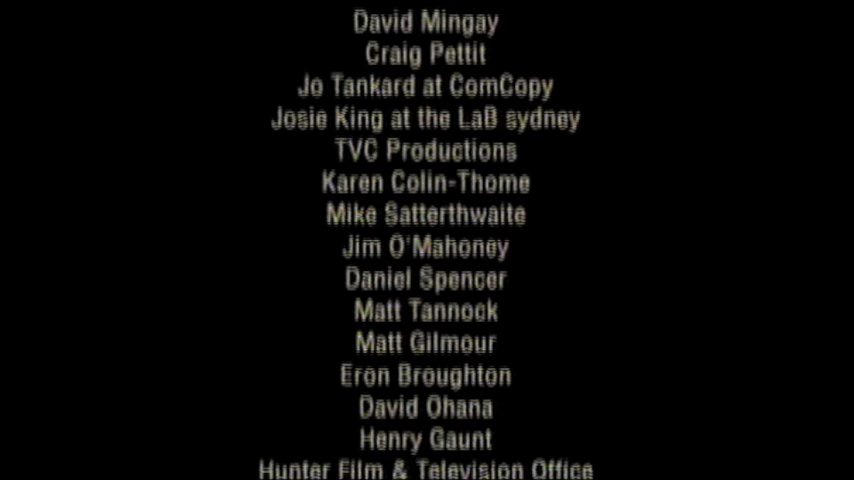 David Mingay
Craig Pettit
Jo Tankard at ComCopy
Josie King at the LaB sydney
TVC Productions
Karen Colin-Thome
Mike Satterthwaite
Jim O'Mahoney
Daniel Spencer
Matt Tannock
Matt Gilmour
Eron Broughton
David Ohana
Henry Gaunt
Hunter Film & Television Office